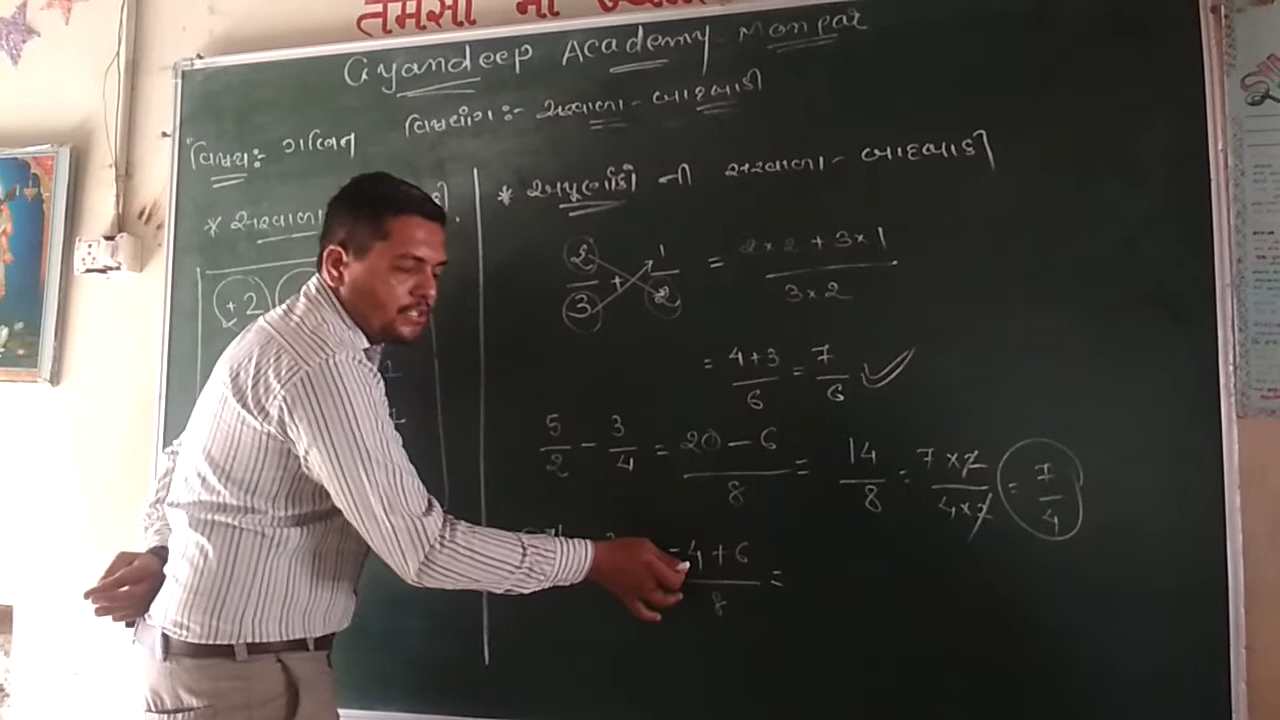 तमसो मा ज्यो
Gyandeep Academy Monpar
વિષયઃ ગણિત વિષયાંગ :- સરવાળા - બાદબાકી
* સરવાળા
* અપૂર્ણાંકો ની સરવાળા - બાદબાકી
+2
2/3 + 1/2 = 2×2 + 3×1 / 3×2
= 4+3/6 = 7/6 ✓
5/2 - 3/4 = 20 - 6 / 8 = 14/8 = 7×2/4×2 = 7/4
-4 + 6 / 8 =